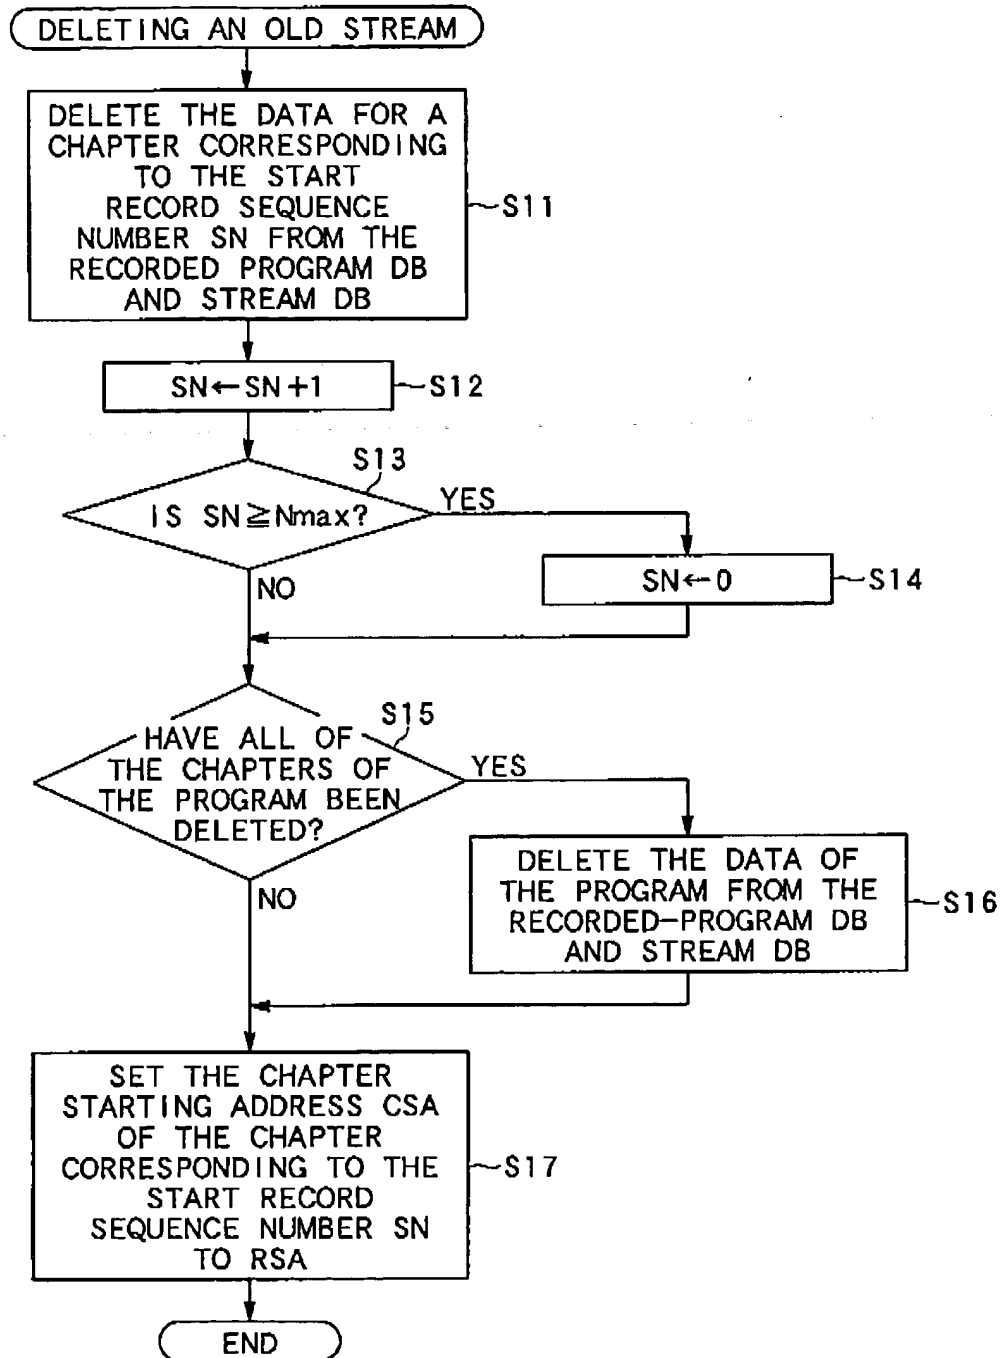 DELETING AN OLD STREAM
DELETE THE DATA FOR A
CHAPTER CORRESPONDING
TO THE START
RECORD SEQUENCE
NUMBER SN FROM THE
RECORDED PROGRAM DB
AND STREAM DB
S11
SN←SN+1
S12
S13
IS SN≧Nmax?
YES
NO
SN←0
S14
S15
HAVE ALL OF
THE CHAPTERS OF
THE PROGRAM BEEN
DELETED?
YES
NO
DELETE THE DATA OF
THE PROGRAM FROM THE
RECORDED-PROGRAM DB
AND STREAM DB
S16
SET THE CHAPTER
STARTING ADDRESS CSA
OF THE CHAPTER
CORRESPONDING TO THE
START RECORD
SEQUENCE NUMBER SN
TO RSA
S17
END